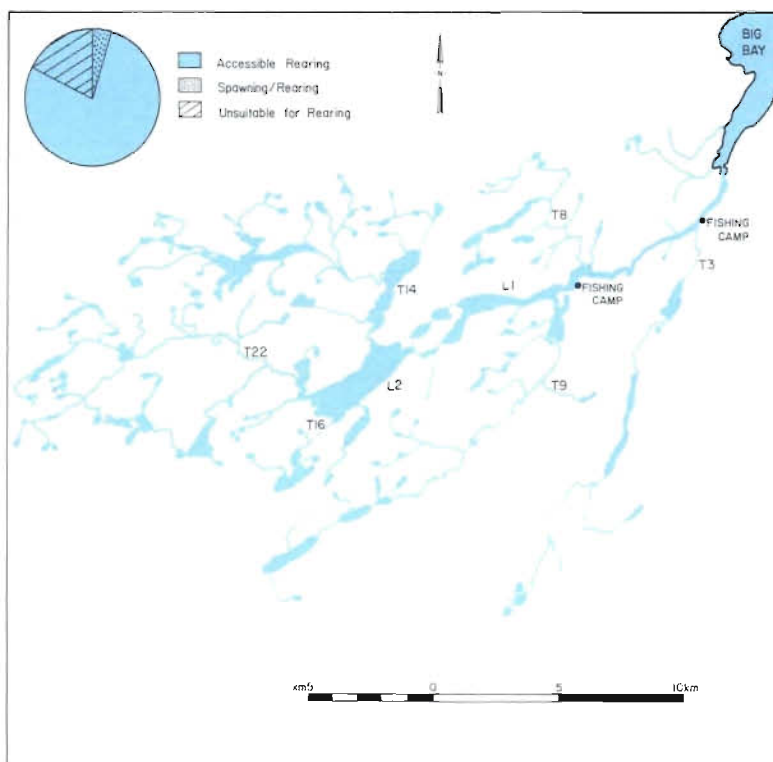 BIG
BAY
Accessible Rearing
Spawning/Rearing
Unsuitable for Rearing
N
T8
FISHING
CAMP
T3
T14
L1
FISHING
CAMP
T22
L2
T9
T16
km5 0 5 10km